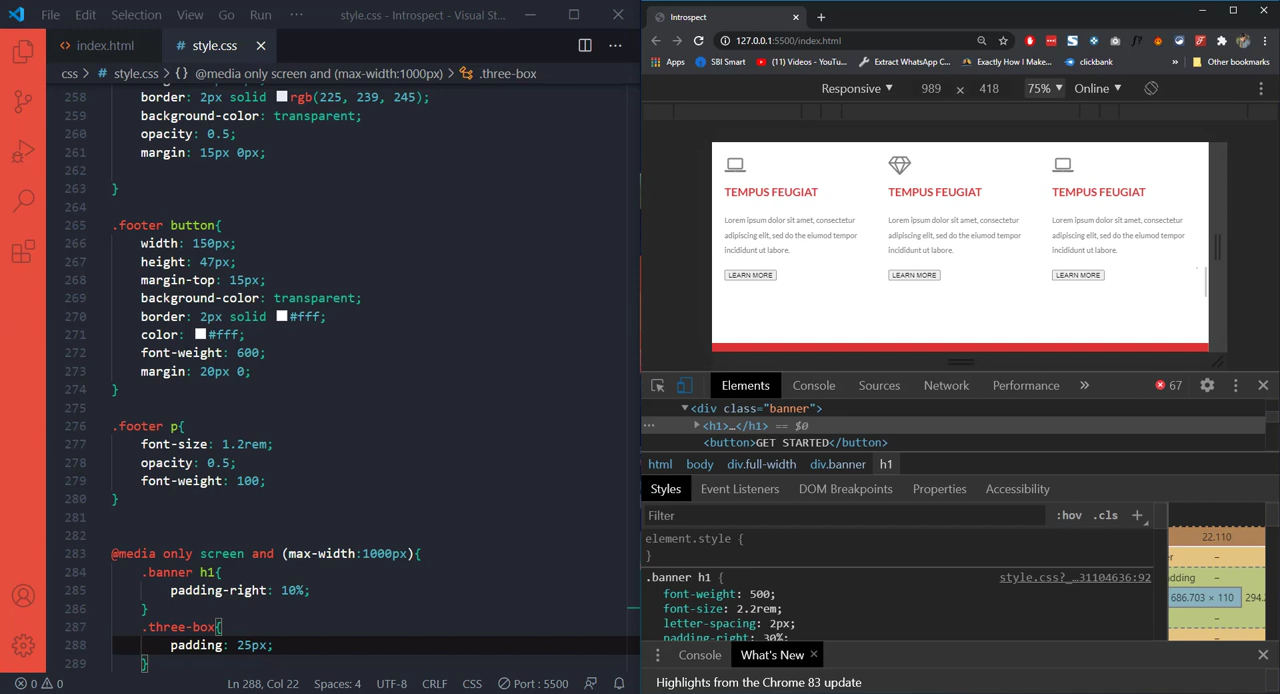 File Edit Selection View Go Run ··· style.css - Introspect - Visual St...
<> index.html # style.css ×
css > # style.css > {} @media only screen and (max-width:1000px) > .three-box
258 border: 2px solid rgb(225, 239, 245);
259 background-color: transparent;
260 opacity: 0.5;
261 margin: 15px 0px;
262
263 }
264
265 .footer button{
266 width: 150px;
267 height: 47px;
268 margin-top: 15px;
269 background-color: transparent;
270 border: 2px solid #fff;
271 color: #fff;
272 font-weight: 600;
273 margin: 20px 0;
274 }
275
276 .footer p{
277 font-size: 1.2rem;
278 opacity: 0.5;
279 font-weight: 100;
280 }
281
282
283 @media only screen and (max-width:1000px){
284 .banner h1{
285 padding-right: 10%;
286 }
287 .three-box{
288 padding: 25px;
289 }
0 0 Ln 288, Col 22 Spaces: 4 UTF-8 CRLF CSS Port : 5500
Introspect × +
127.0.0.1:5500/index.html
Apps SBI Smart (11) Videos - YouTu... Extract WhatsApp C... Exactly How I Make... clickbank » Other bookmarks
Responsive ▼ 989 × 418 75% ▼ Online ▼
TEMPUS FEUGIAT TEMPUS FEUGIAT TEMPUS FEUGIAT
Lorem ipsum dolor sit amet, consectetur Lorem ipsum dolor sit amet, consectetur Lorem ipsum dolor sit amet, consectetur
adipiscing elit, sed do the eiumod tempor adipiscing elit, sed do the eiumod tempor adipiscing elit, sed do the eiumod tempor
incididunt ut labore. incididunt ut labore. incididunt ut labore.
LEARN MORE LEARN MORE LEARN MORE
Elements Console Sources Network Performance » 67
▼<div class="banner">
··· ▶<h1>…</h1> == $0
<button>GET STARTED</button>
html body div.full-width div.banner h1
Styles Event Listeners DOM Breakpoints Properties Accessibility
Filter :hov .cls +
element.style {
}
.banner h1 { style.css?_…31104636:92
font-weight: 500;
font-size: 2.2rem;
letter-spacing: 2px;
padding-right: 30%;
22.110
–
dding –
686.703 × 110 294.2
–
–
Console What's New ×
Highlights from the Chrome 83 update